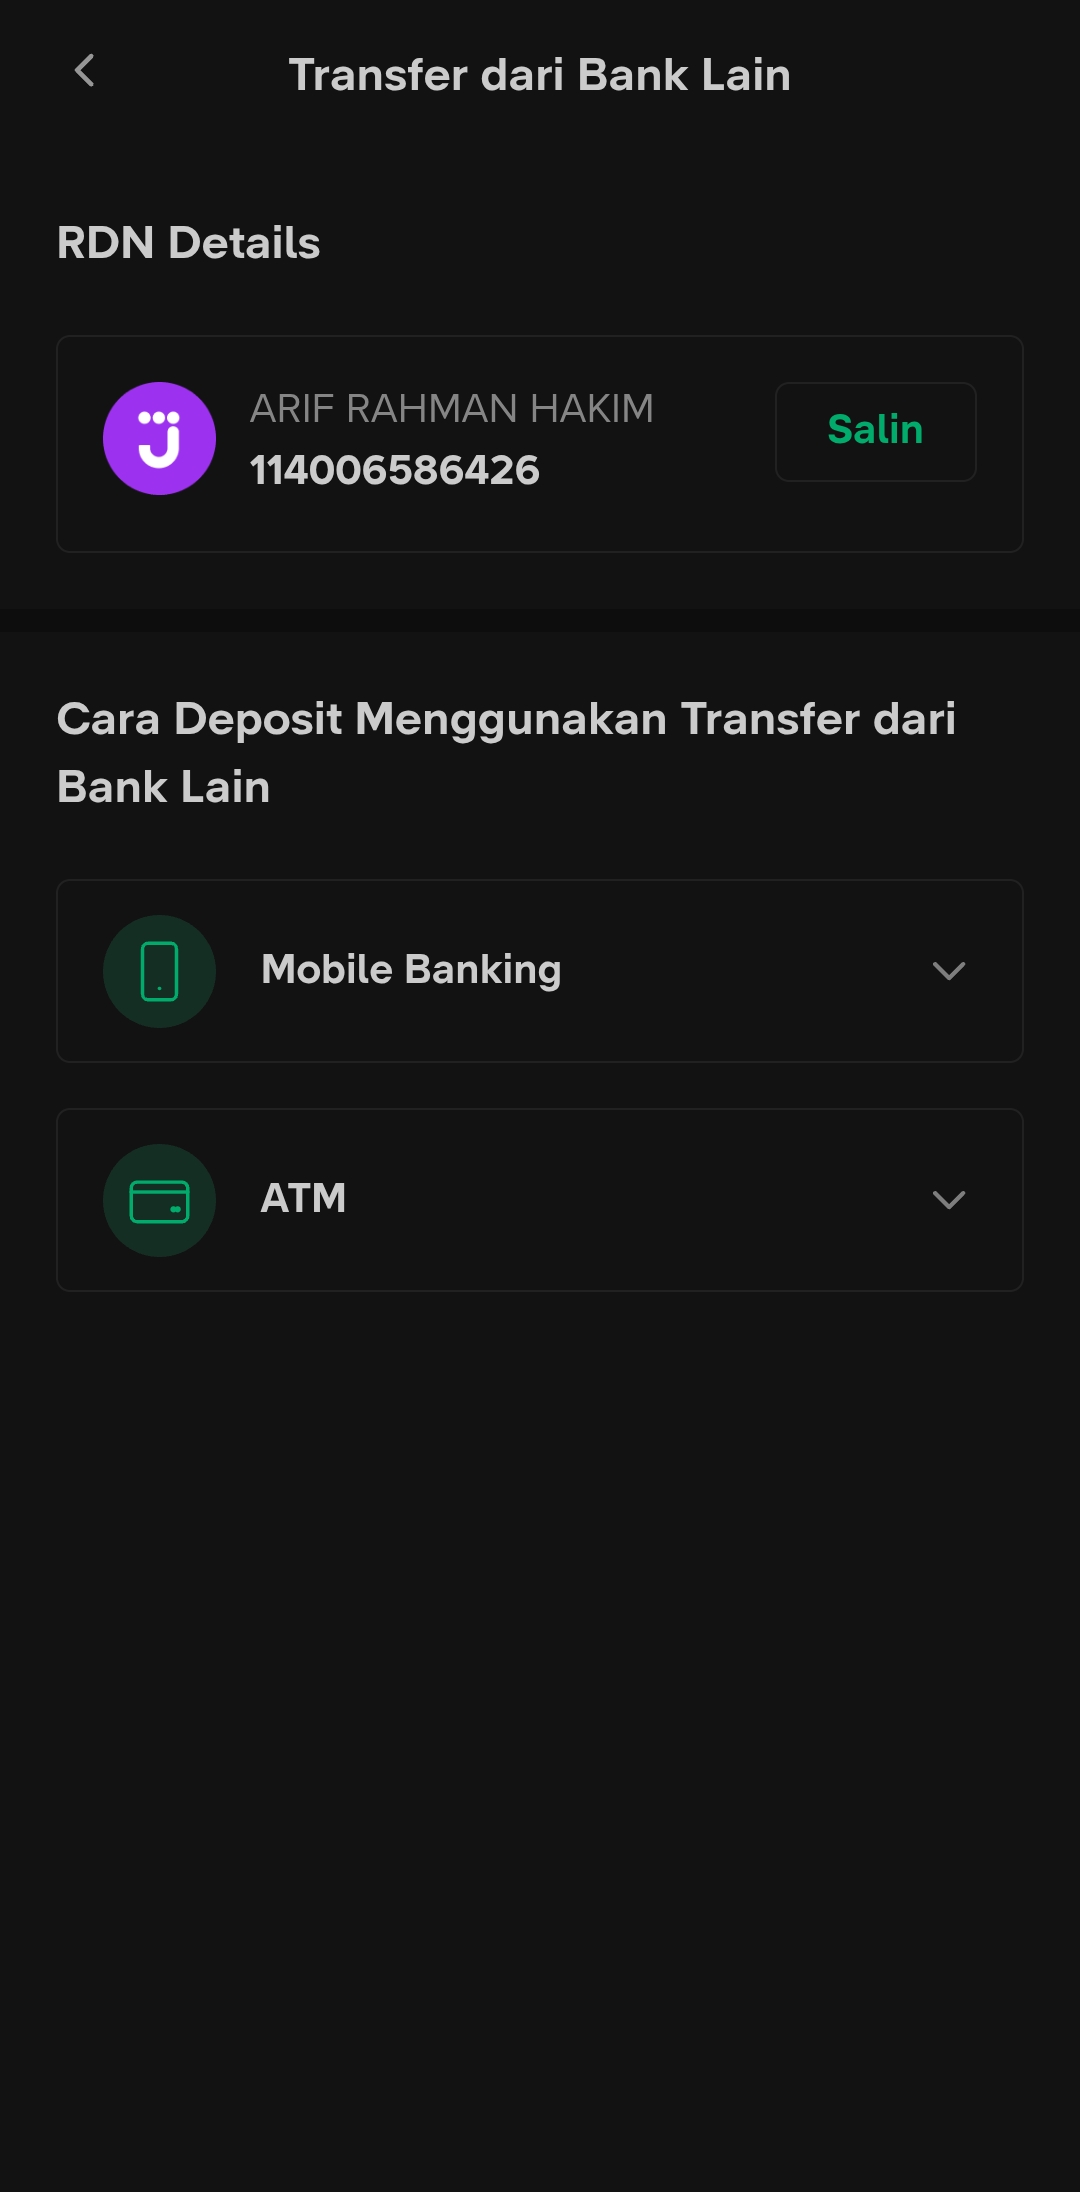 Transfer dari Bank Lain
RDN Details
ARIF RAHMAN HAKIM
114006586426
Salin
Cara Deposit Menggunakan Transfer dari
Bank Lain
Mobile Banking
ATM